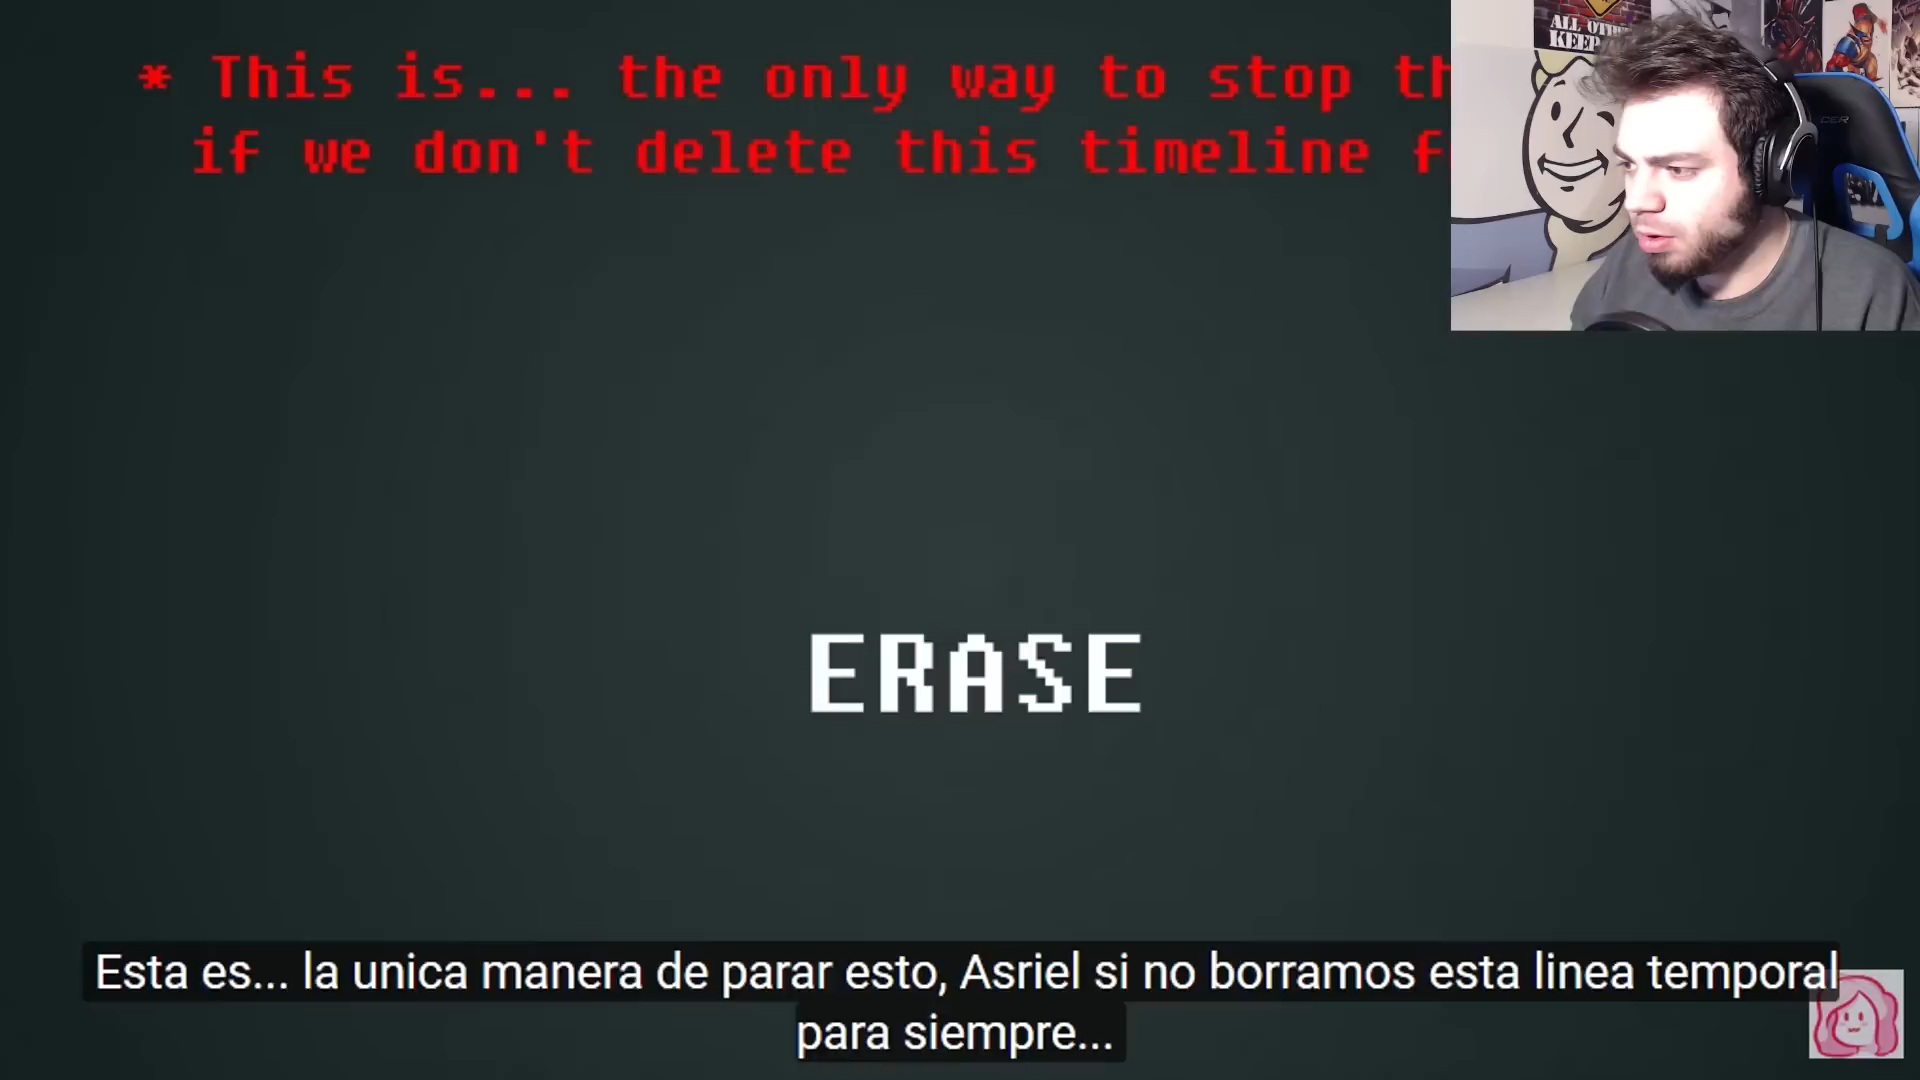 * This is... the only way to stop th
if we don't delete this timeline f
ALL OTH
KEEP
ERASE
Esta es... la unica manera de parar esto, Asriel si no borramos esta linea temporal
para siempre...